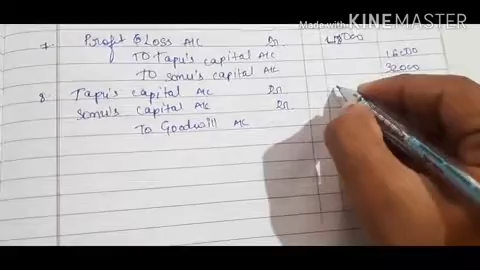 Made with KINEMASTER
7. Profit & Loss A/c Dr 48000
To Tapu's capital A/c 16000
To Sonu's capital A/c 32000
8. Tapu's capital A/c Dr
Sonu's capital A/c Dr
To Goodwill A/c